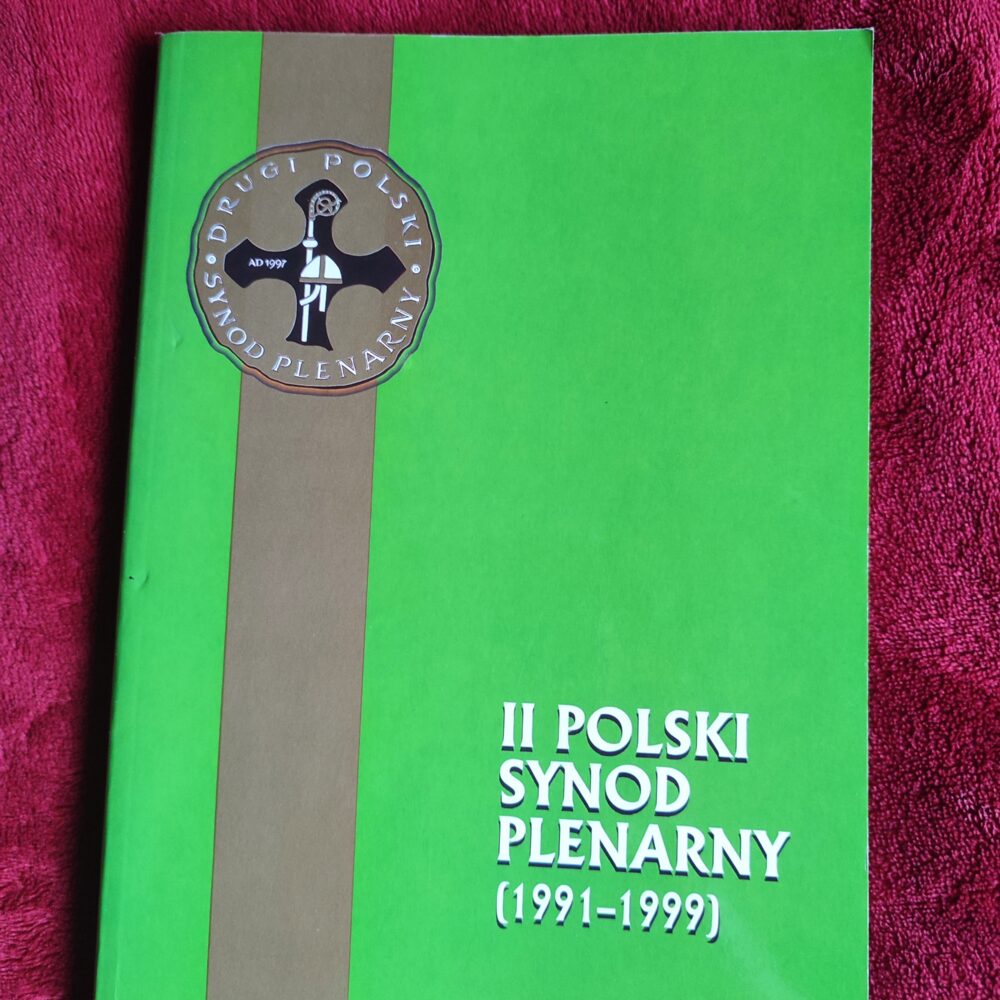 DRUGI POLSKI
AD 1997
• SYNOD PLENARNY •
II POLSKI
SYNOD
PLENARNY
(1991–1999)